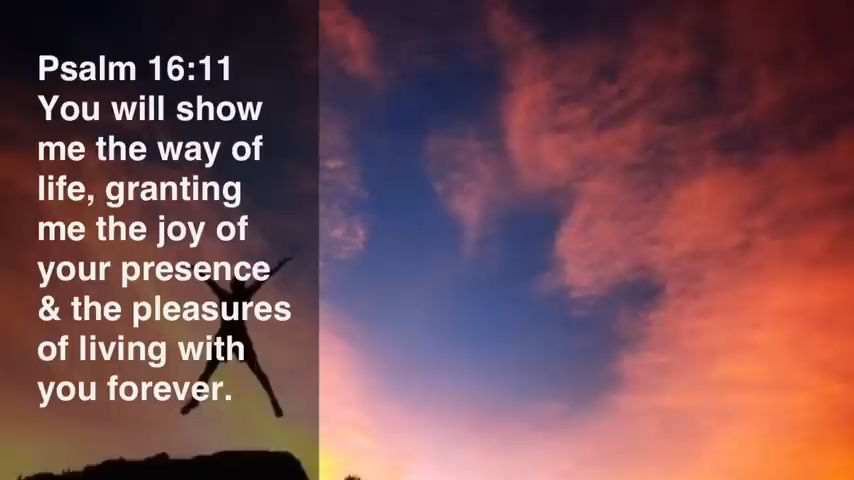 Psalm 16:11
You will show
me the way of
life, granting
me the joy of
your presence
& the pleasures
of living with
you forever.